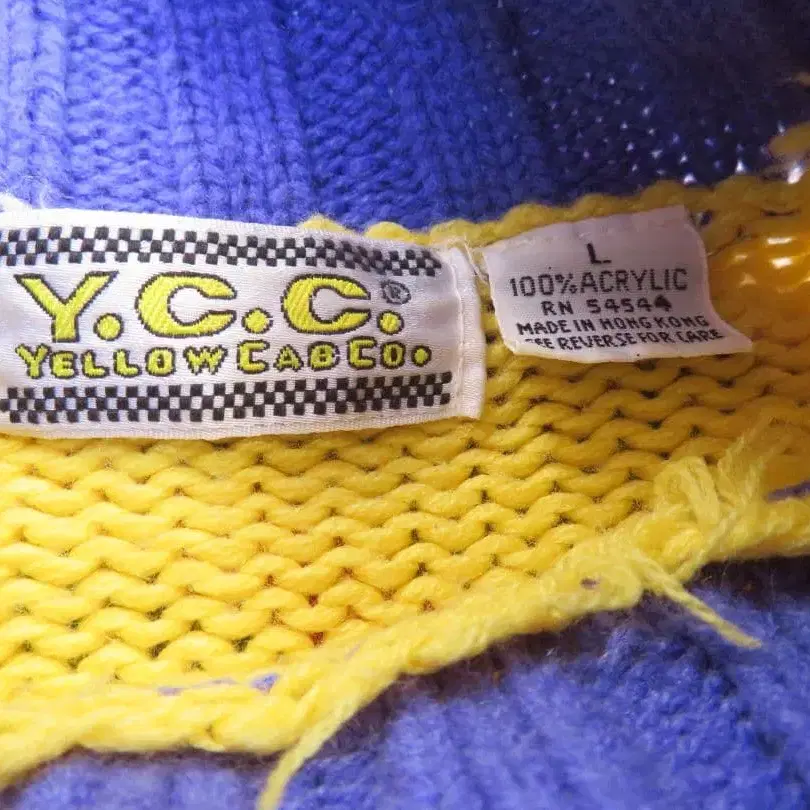 Y.C.C.®
YELLOW CAB CO.
L
100% ACRYLIC
RN 54544
MADE IN HONG KONG
SEE REVERSE FOR CARE